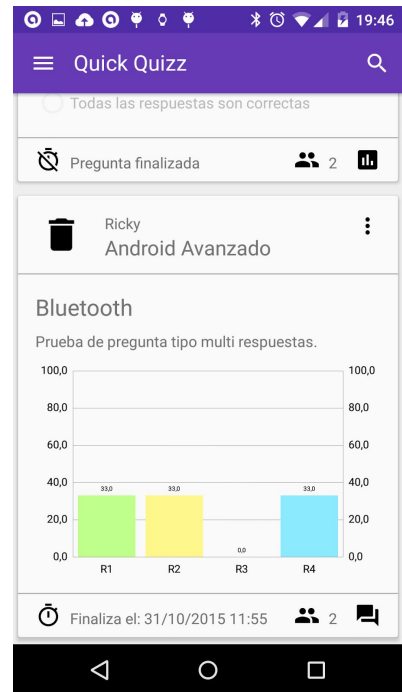 19:46
Quick Quizz
Todas las respuestas son correctas
Pregunta finalizada 2
Ricky
Android Avanzado
Bluetooth
Prueba de pregunta tipo multi respuestas.
100,0 100,0
80,0 80,0
60,0 60,0
40,0 40,0
33,0 33,0 33,0
20,0 20,0
0,0
0,0 0,0
R1 R2 R3 R4
Finaliza el: 31/10/2015 11:55 2